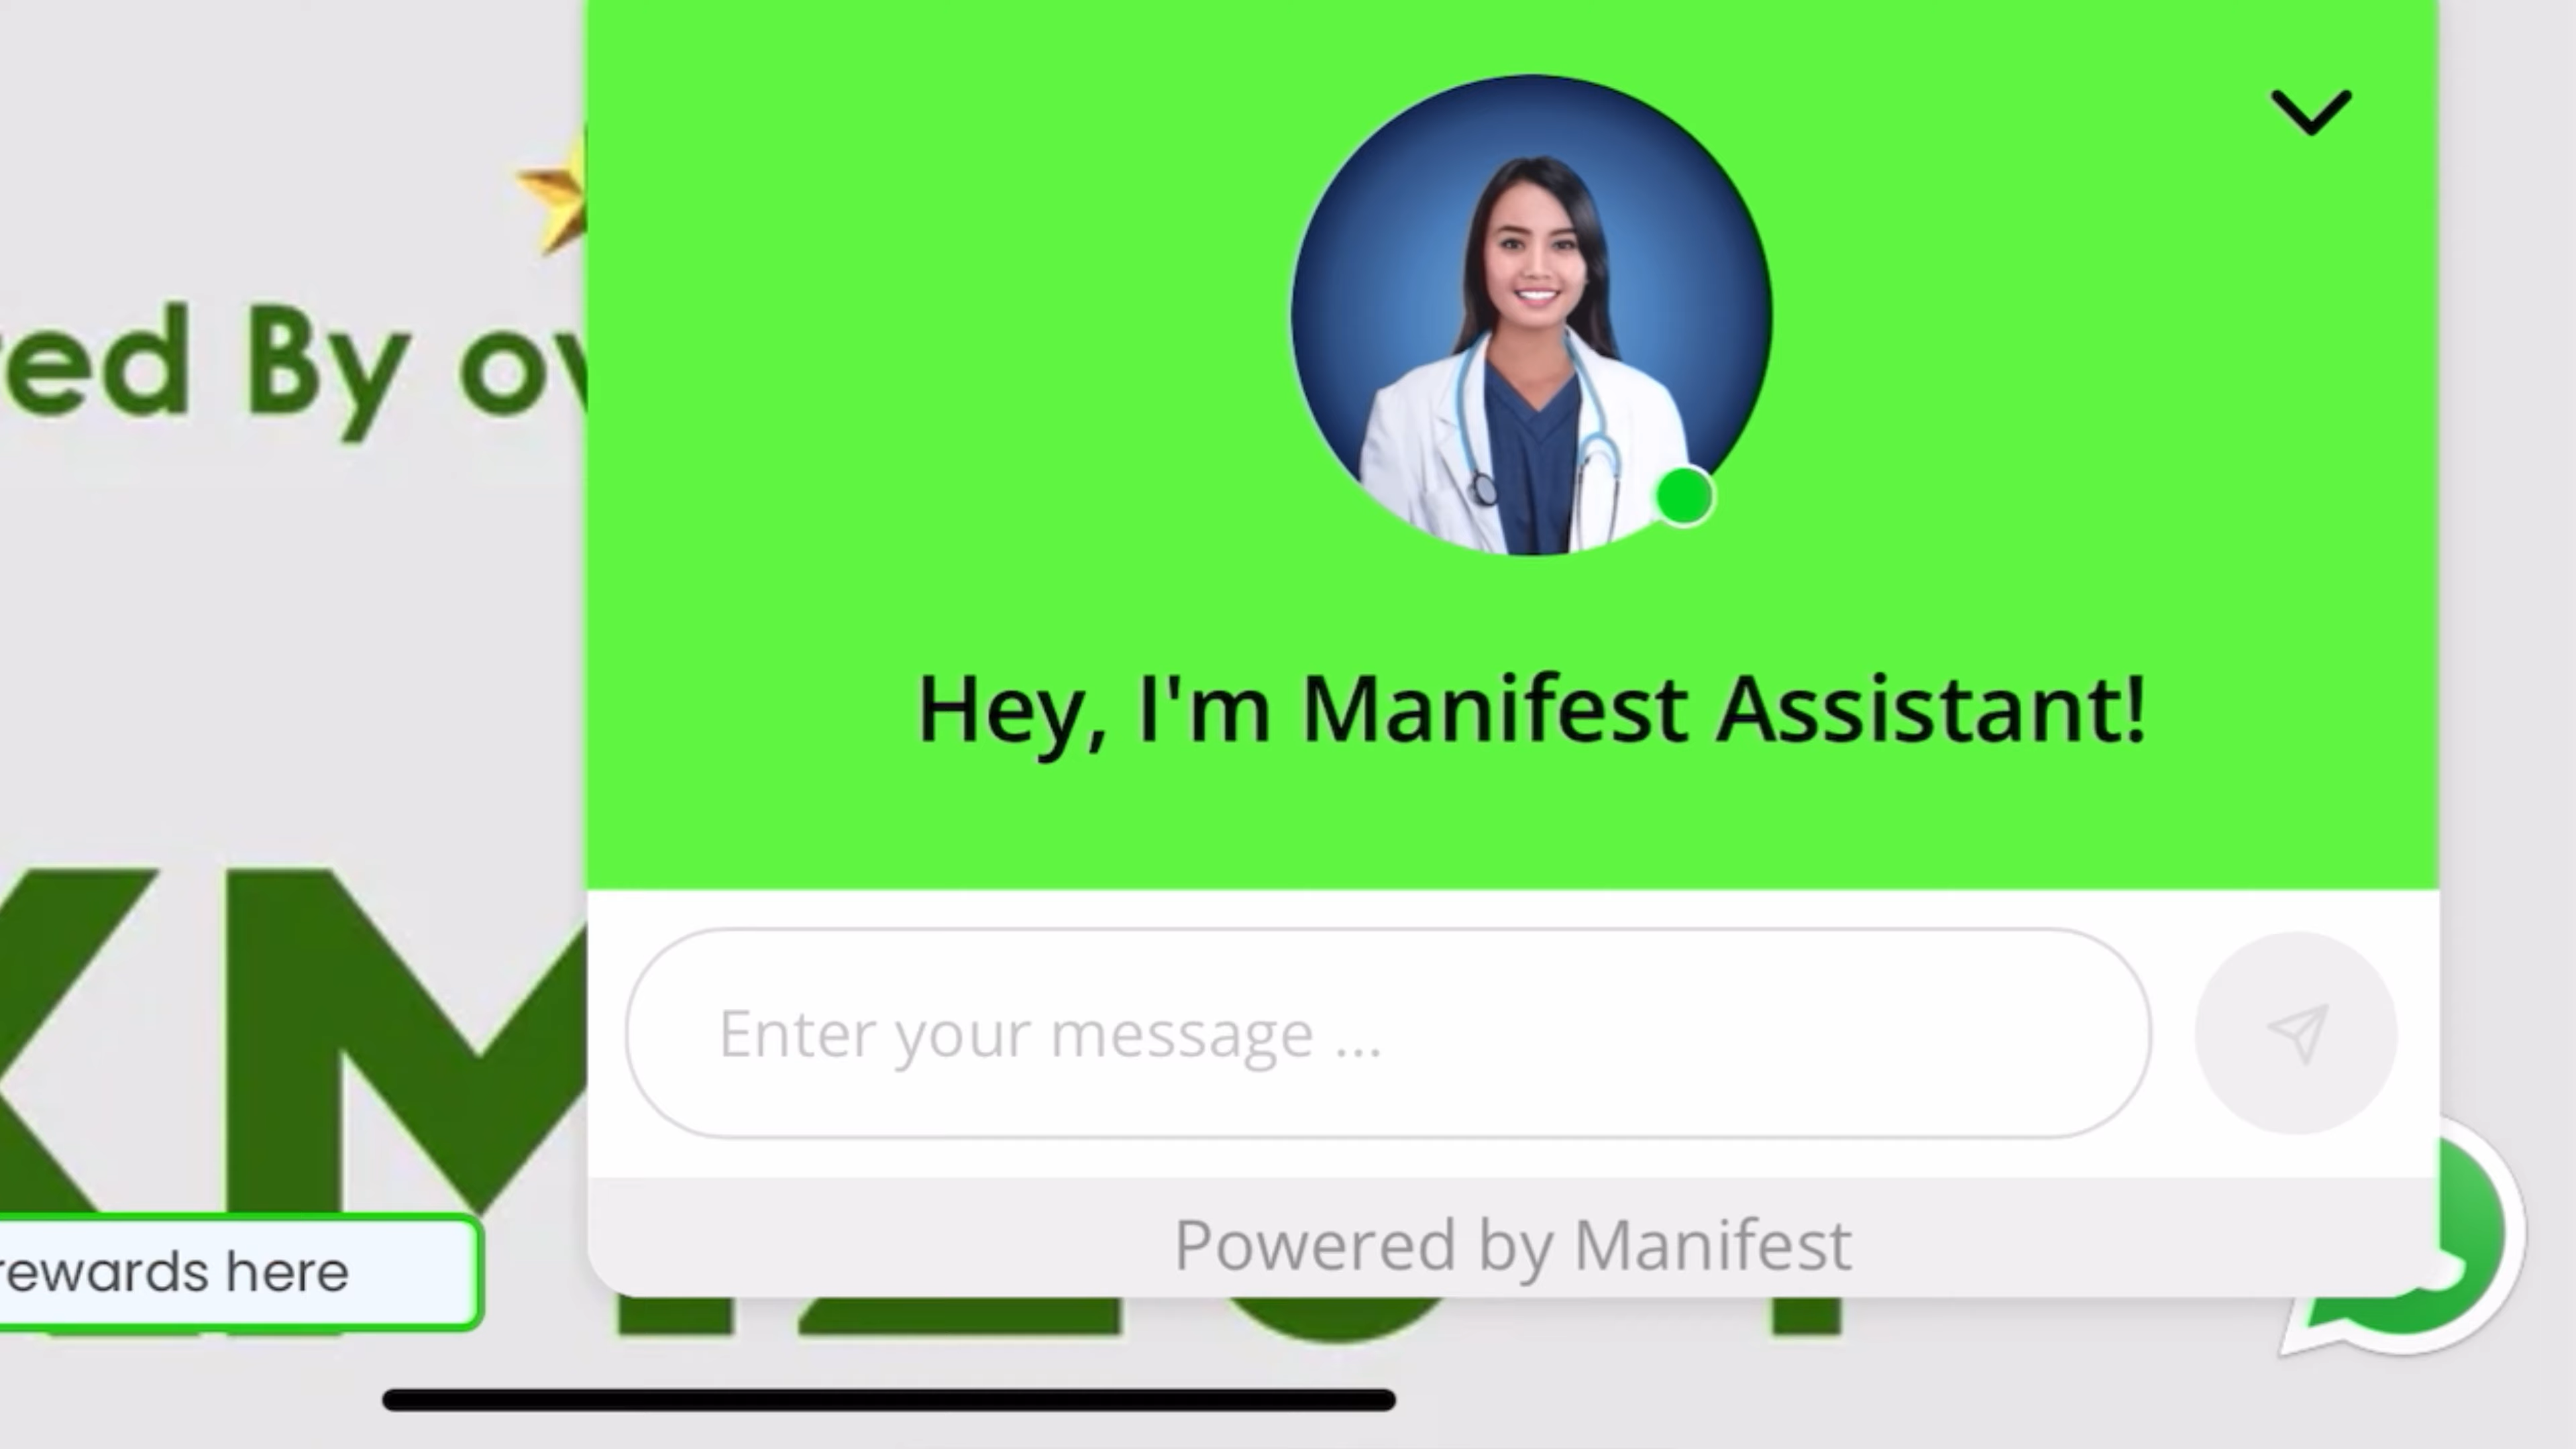 ed By ov
Hey, I'm Manifest Assistant!
Enter your message ...
rewards here
Powered by Manifest